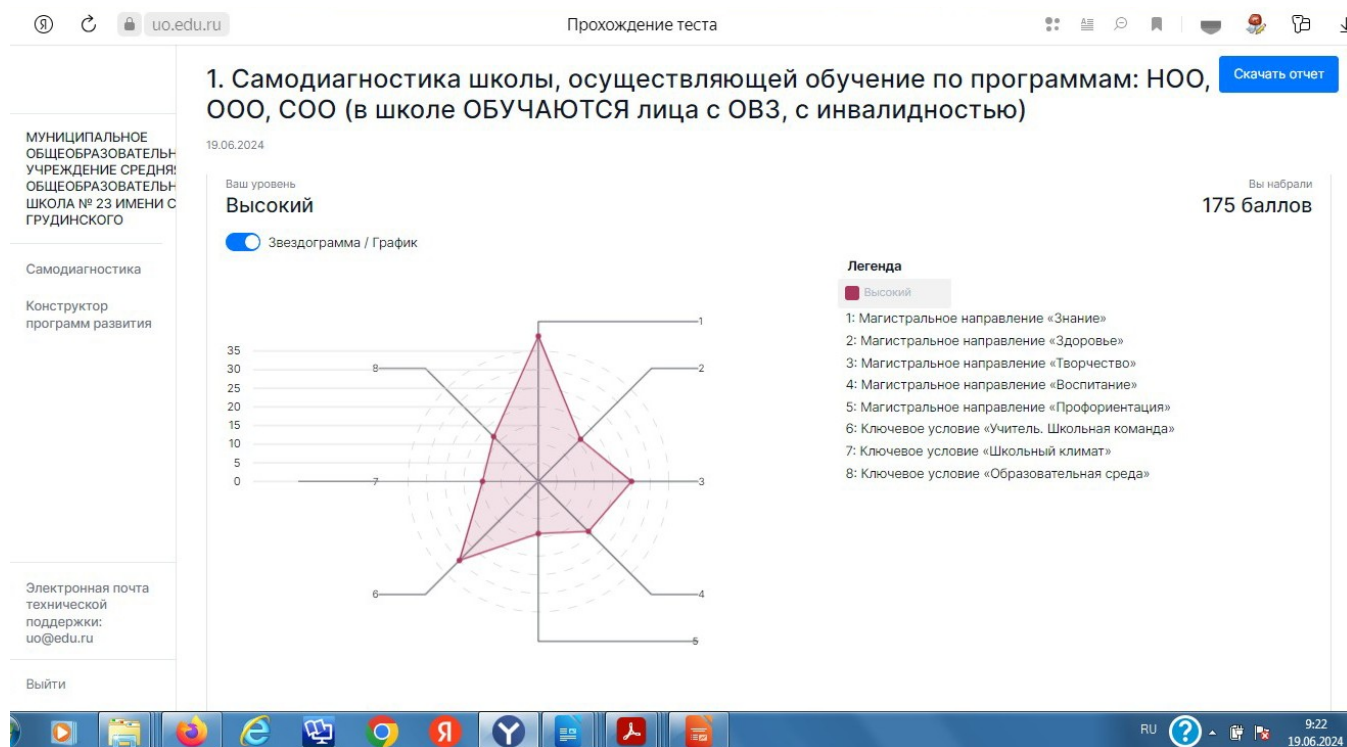 uo.edu.ru
Прохождение теста
1. Самодиагностика школы, осуществляющей обучение по программам: НОО,
ООО, СОО (в школе ОБУЧАЮТСЯ лица с ОВЗ, с инвалидностью)
Скачать отчет
19.06.2024
МУНИЦИПАЛЬНОЕ
ОБЩЕОБРАЗОВАТЕЛЬН
УЧРЕЖДЕНИЕ СРЕДНЯ
ОБЩЕОБРАЗОВАТЕЛЬН
ШКОЛА № 23 ИМЕНИ С
ГРУДИНСКОГО
Самодиагностика
Конструктор
программ развития
Электронная почта
технической
поддержки:
uo@edu.ru
Выйти
Ваш уровень
Высокий
Вы набрали
175 баллов
Звездограмма / График
35
30
25
20
15
10
5
0
1
2
3
4
5
6
7
8
Легенда
Высокий
1: Магистральное направление «Знание»
2: Магистральное направление «Здоровье»
3: Магистральное направление «Творчество»
4: Магистральное направление «Воспитание»
5: Магистральное направление «Профориентация»
6: Ключевое условие «Учитель. Школьная команда»
7: Ключевое условие «Школьный климат»
8: Ключевое условие «Образовательная среда»
RU
9:22
19.06.2024